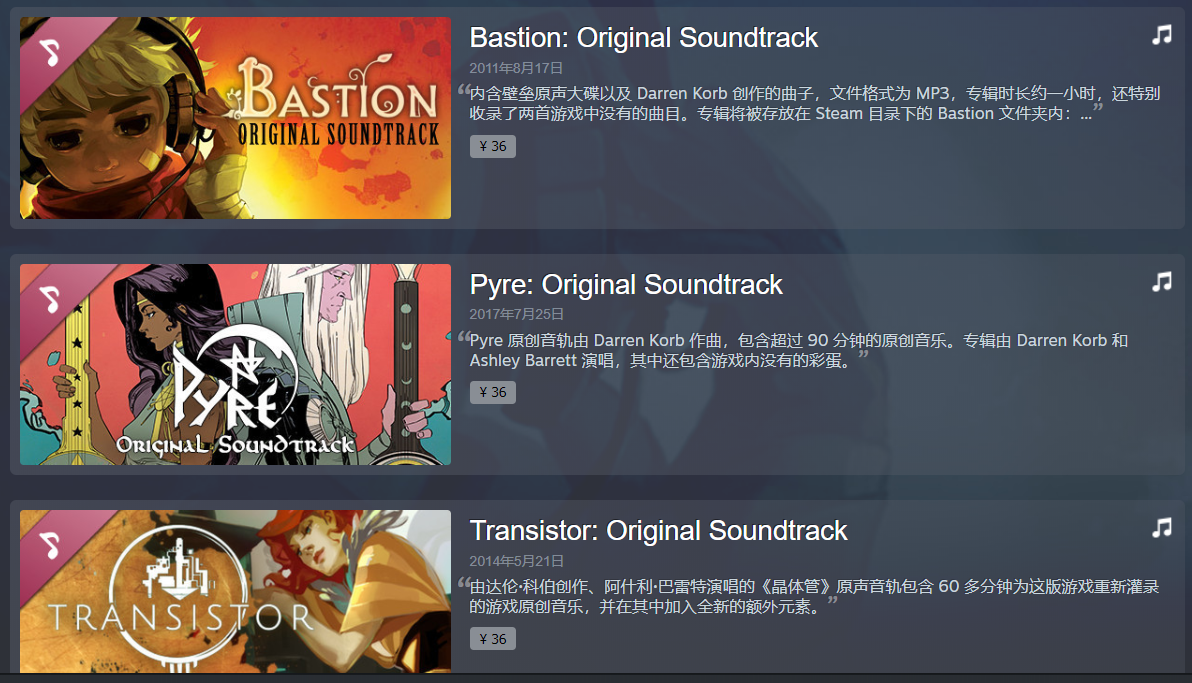 BASTION
ORIGINAL SOUNDTRACK
Bastion: Original Soundtrack
2011年8月17日
“内含壁垒原声大碟以及 Darren Korb 创作的曲子，文件格式为 MP3，专辑时长约一小时，还特别
收录了两首游戏中没有的曲目。专辑将被存放在 Steam 目录下的 Bastion 文件夹内：...”
¥ 36
PYRE
ORIGINAL SOUNDTRACK
Pyre: Original Soundtrack
2017年7月25日
“Pyre 原创音轨由 Darren Korb 作曲，包含超过 90 分钟的原创音乐。专辑由 Darren Korb 和
Ashley Barrett 演唱，其中还包含游戏内没有的彩蛋。”
¥ 36
TRANSISTOR
Transistor: Original Soundtrack
2014年5月21日
“由达伦·科伯创作、阿什利·巴雷特演唱的《晶体管》原声音轨包含 60 多分钟为这版游戏重新灌录
的游戏原创音乐，并在其中加入全新的额外元素。”
¥ 36